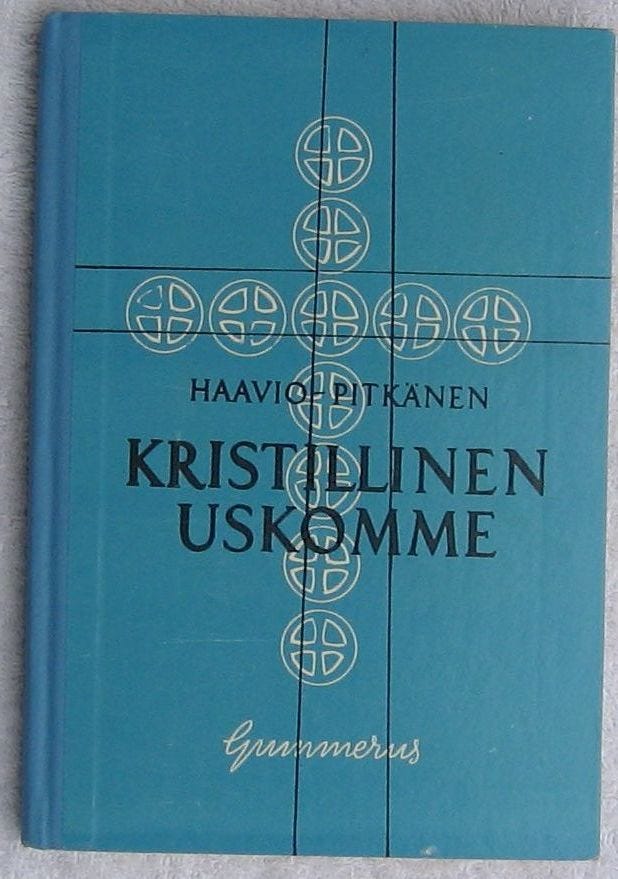 HAAVIO-PITKÄNEN
KRISTILLINEN
USKOMME
Gummerus